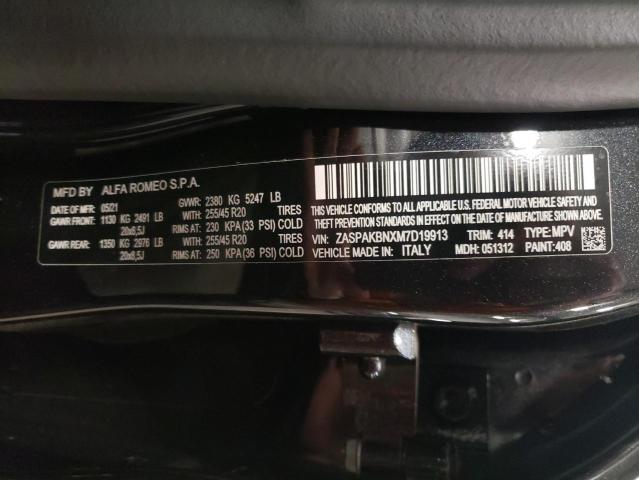 MFD BY ALFA ROMEO S.P.A.
DATE OF MFD: 05/21 GVWR: 2380 KG 5247 LB
GAWR FRONT: 1130 KG 2491 LB WITH: 255/45 R20 TIRES
20x8,5J RIMS AT: 230 KPA (33 PSI) COLD
GAWR REAR: 1350 KG 2976 LB WITH: 255/45 R20 TIRES
20x8,5J RIMS AT: 250 KPA (36 PSI) COLD
THIS VEHICLE CONFORMS TO ALL APPLICABLE U.S. FEDERAL MOTOR VEHICLE SAFETY AND
THEFT PREVENTION STANDARDS IN EFFECT ON THE DATE OF MANUFACTURE SHOWN ABOVE.
VIN: ZASPAKBNXM7D19913 TRIM: 414 TYPE: MPV
VEHICLE MADE IN: ITALY MDH: 051312 PAINT: 408